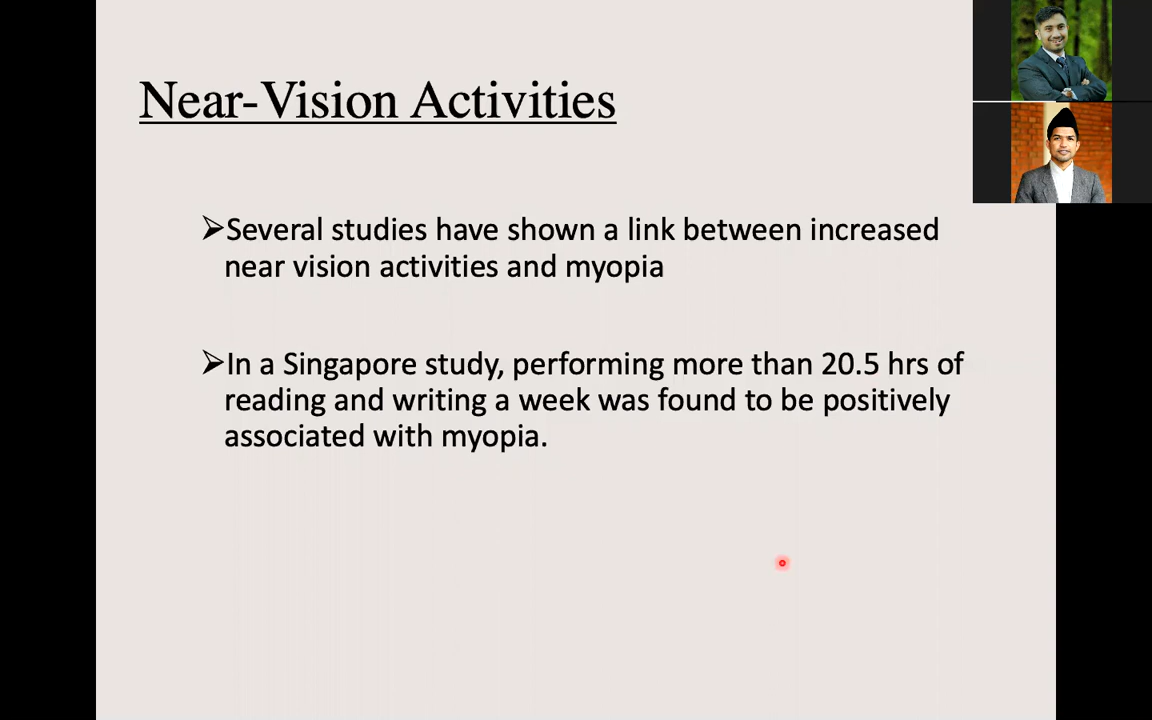 Near-Vision Activities
➢Several studies have shown a link between increased
near vision activities and myopia
➢In a Singapore study, performing more than 20.5 hrs of
reading and writing a week was found to be positively
associated with myopia.